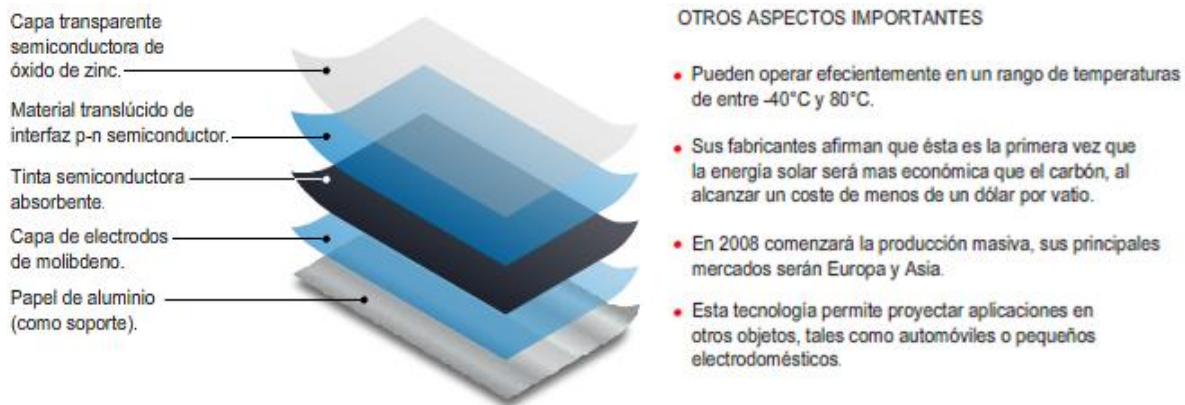 Capa transparente
semiconductora de
óxido de zinc.
Material translúcido de
interfaz p-n semiconductor.
Tinta semiconductora
absorbente.
Capa de electrodos
de molibdeno.
Papel de aluminio
(como soporte).
OTROS ASPECTOS IMPORTANTES
• Pueden operar efecientemente en un rango de temperaturas
de entre -40°C y 80°C.
• Sus fabricantes afirman que ésta es la primera vez que
la energía solar será mas económica que el carbón, al
alcanzar un coste de menos de un dólar por vatio.
• En 2008 comenzará la producción masiva, sus principales
mercados serán Europa y Asia.
• Esta tecnología permite proyectar aplicaciones en
otros objetos, tales como automóviles o pequeños
electrodomésticos.